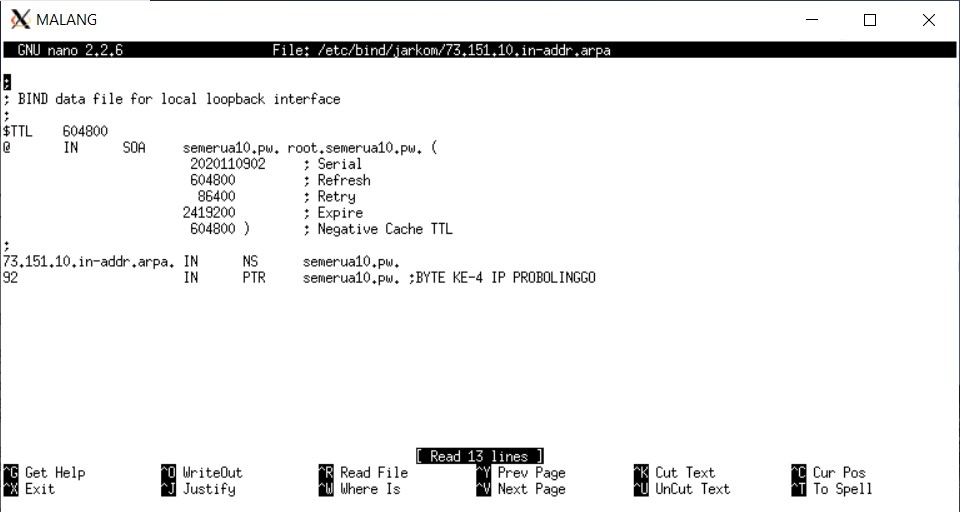 MALANG
GNU nano 2.2.6 File: /etc/bind/jarkom/73.151.10.in-addr.arpa
;
; BIND data file for local loopback interface
;
$TTL 604800
@ IN SOA semerua10.pw. root.semerua10.pw. (
2020110902 ; Serial
604800 ; Refresh
86400 ; Retry
2419200 ; Expire
604800 ) ; Negative Cache TTL
;
73.151.10.in-addr.arpa. IN NS semerua10.pw.
92 IN PTR semerua10.pw. ;BYTE KE-4 IP PROBOLINGGO
[ Read 13 lines ]
^G Get Help ^O WriteOut ^R Read File ^Y Prev Page ^K Cut Text ^C Cur Pos
^X Exit ^J Justify ^W Where Is ^V Next Page ^U UnCut Text ^T To Spell